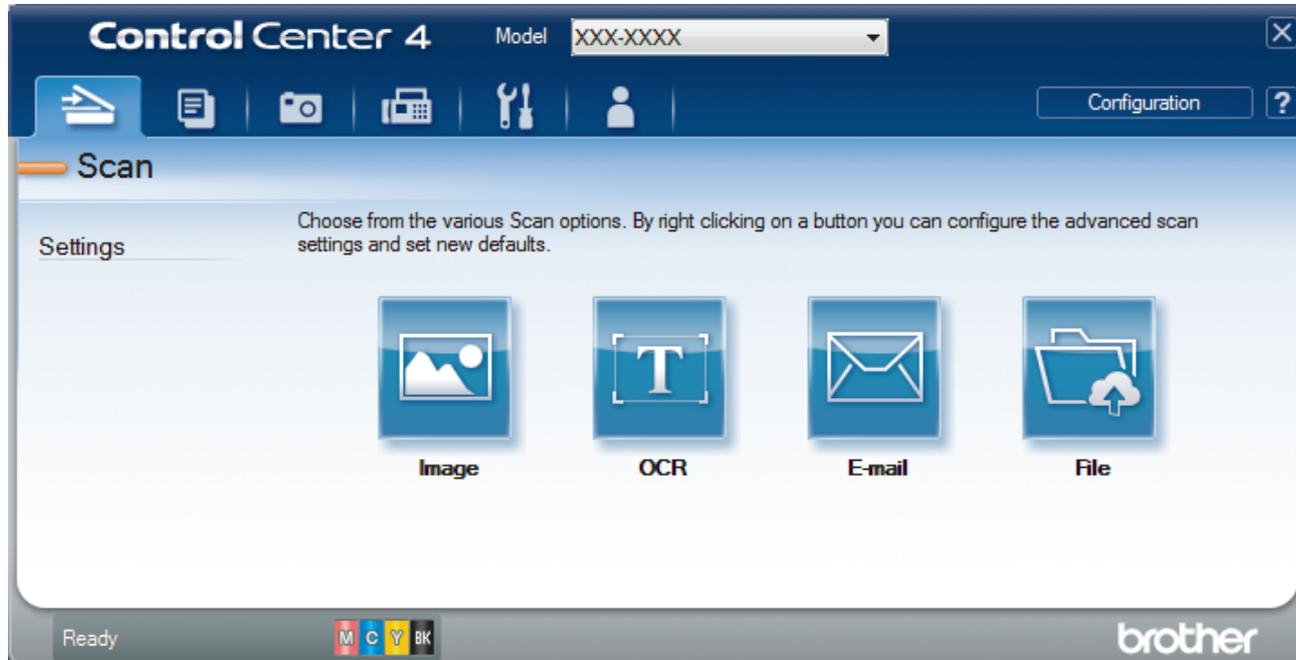 Control Center 4
Model
XXX-XXXX
Configuration
?
Scan
Settings
Choose from the various Scan options. By right clicking on a button you can configure the advanced scan
settings and set new defaults.
T
Image
OCR
E-mail
File
Ready
M C Y BK
brother